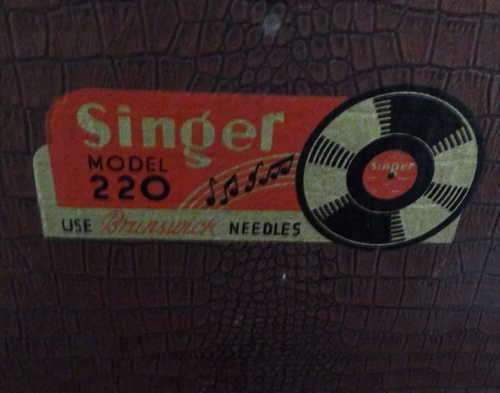 Singer
MODEL
220
USE Brunswick NEEDLES
Singer